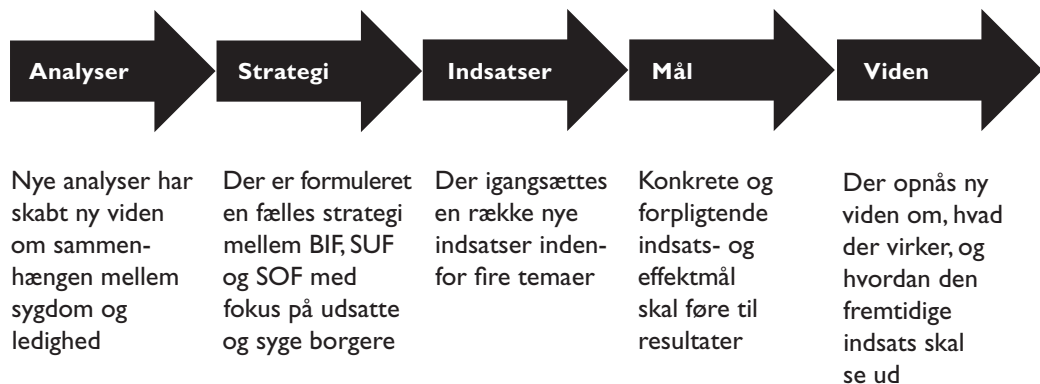 Analyser
Strategi
Indsatser
Mål
Viden
Nye analyser har
skabt ny viden
om sammen-
hængen mellem
sygdom og
ledighed
Der er formuleret
en fælles strategi
mellem BIF, SUF
og SOF med
fokus på udsatte
og syge borgere
Der igangsættes
en række nye
indsatser inden-
for fire temaer
Konkrete og
forpligtende
indsats- og
effektmål
skal føre til
resultater
Der opnås ny
viden om, hvad
der virker, og
hvordan den
fremtidige
indsats skal
se ud